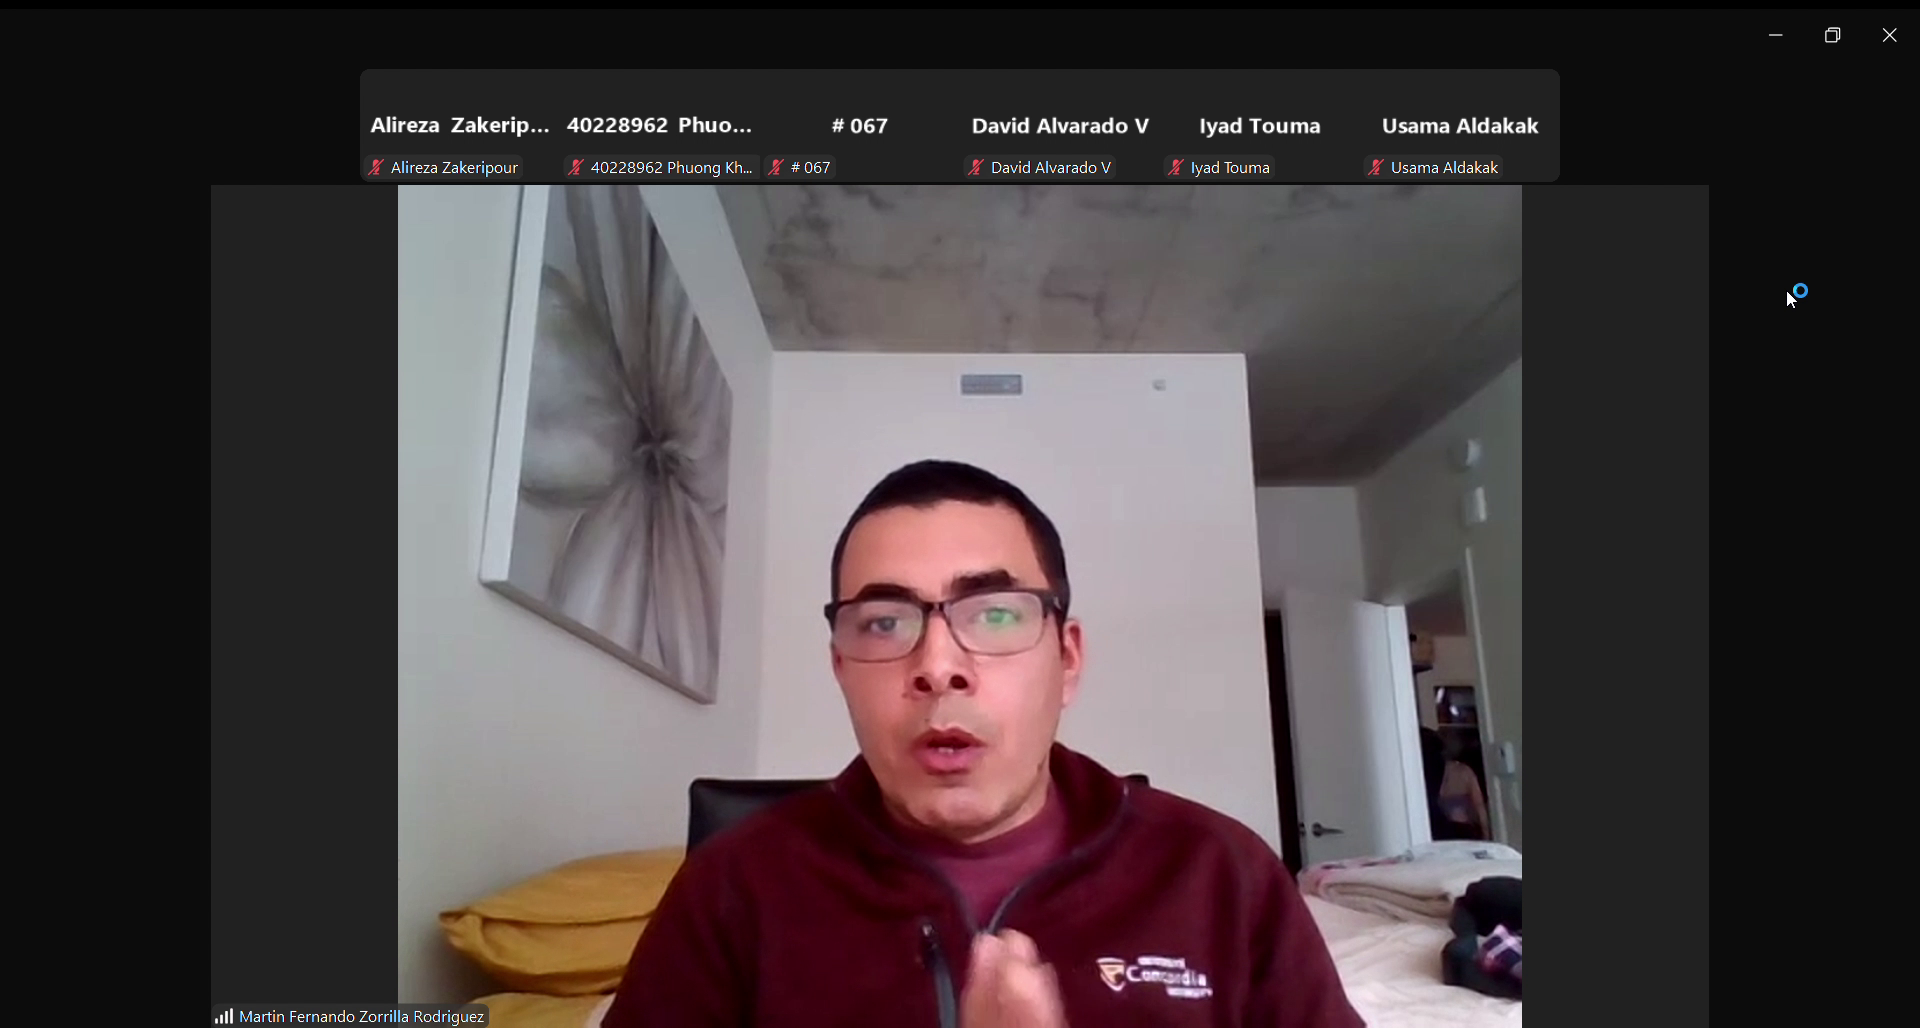 Alireza Zakerip...
40228962 Phuo...
# 067
David Alvarado V
Iyad Touma
Usama Aldakak
Alireza Zakeripour
40228962 Phuong Kh...
# 067
David Alvarado V
Iyad Touma
Usama Aldakak
Concordia
Martin Fernando Zorrilla Rodriguez